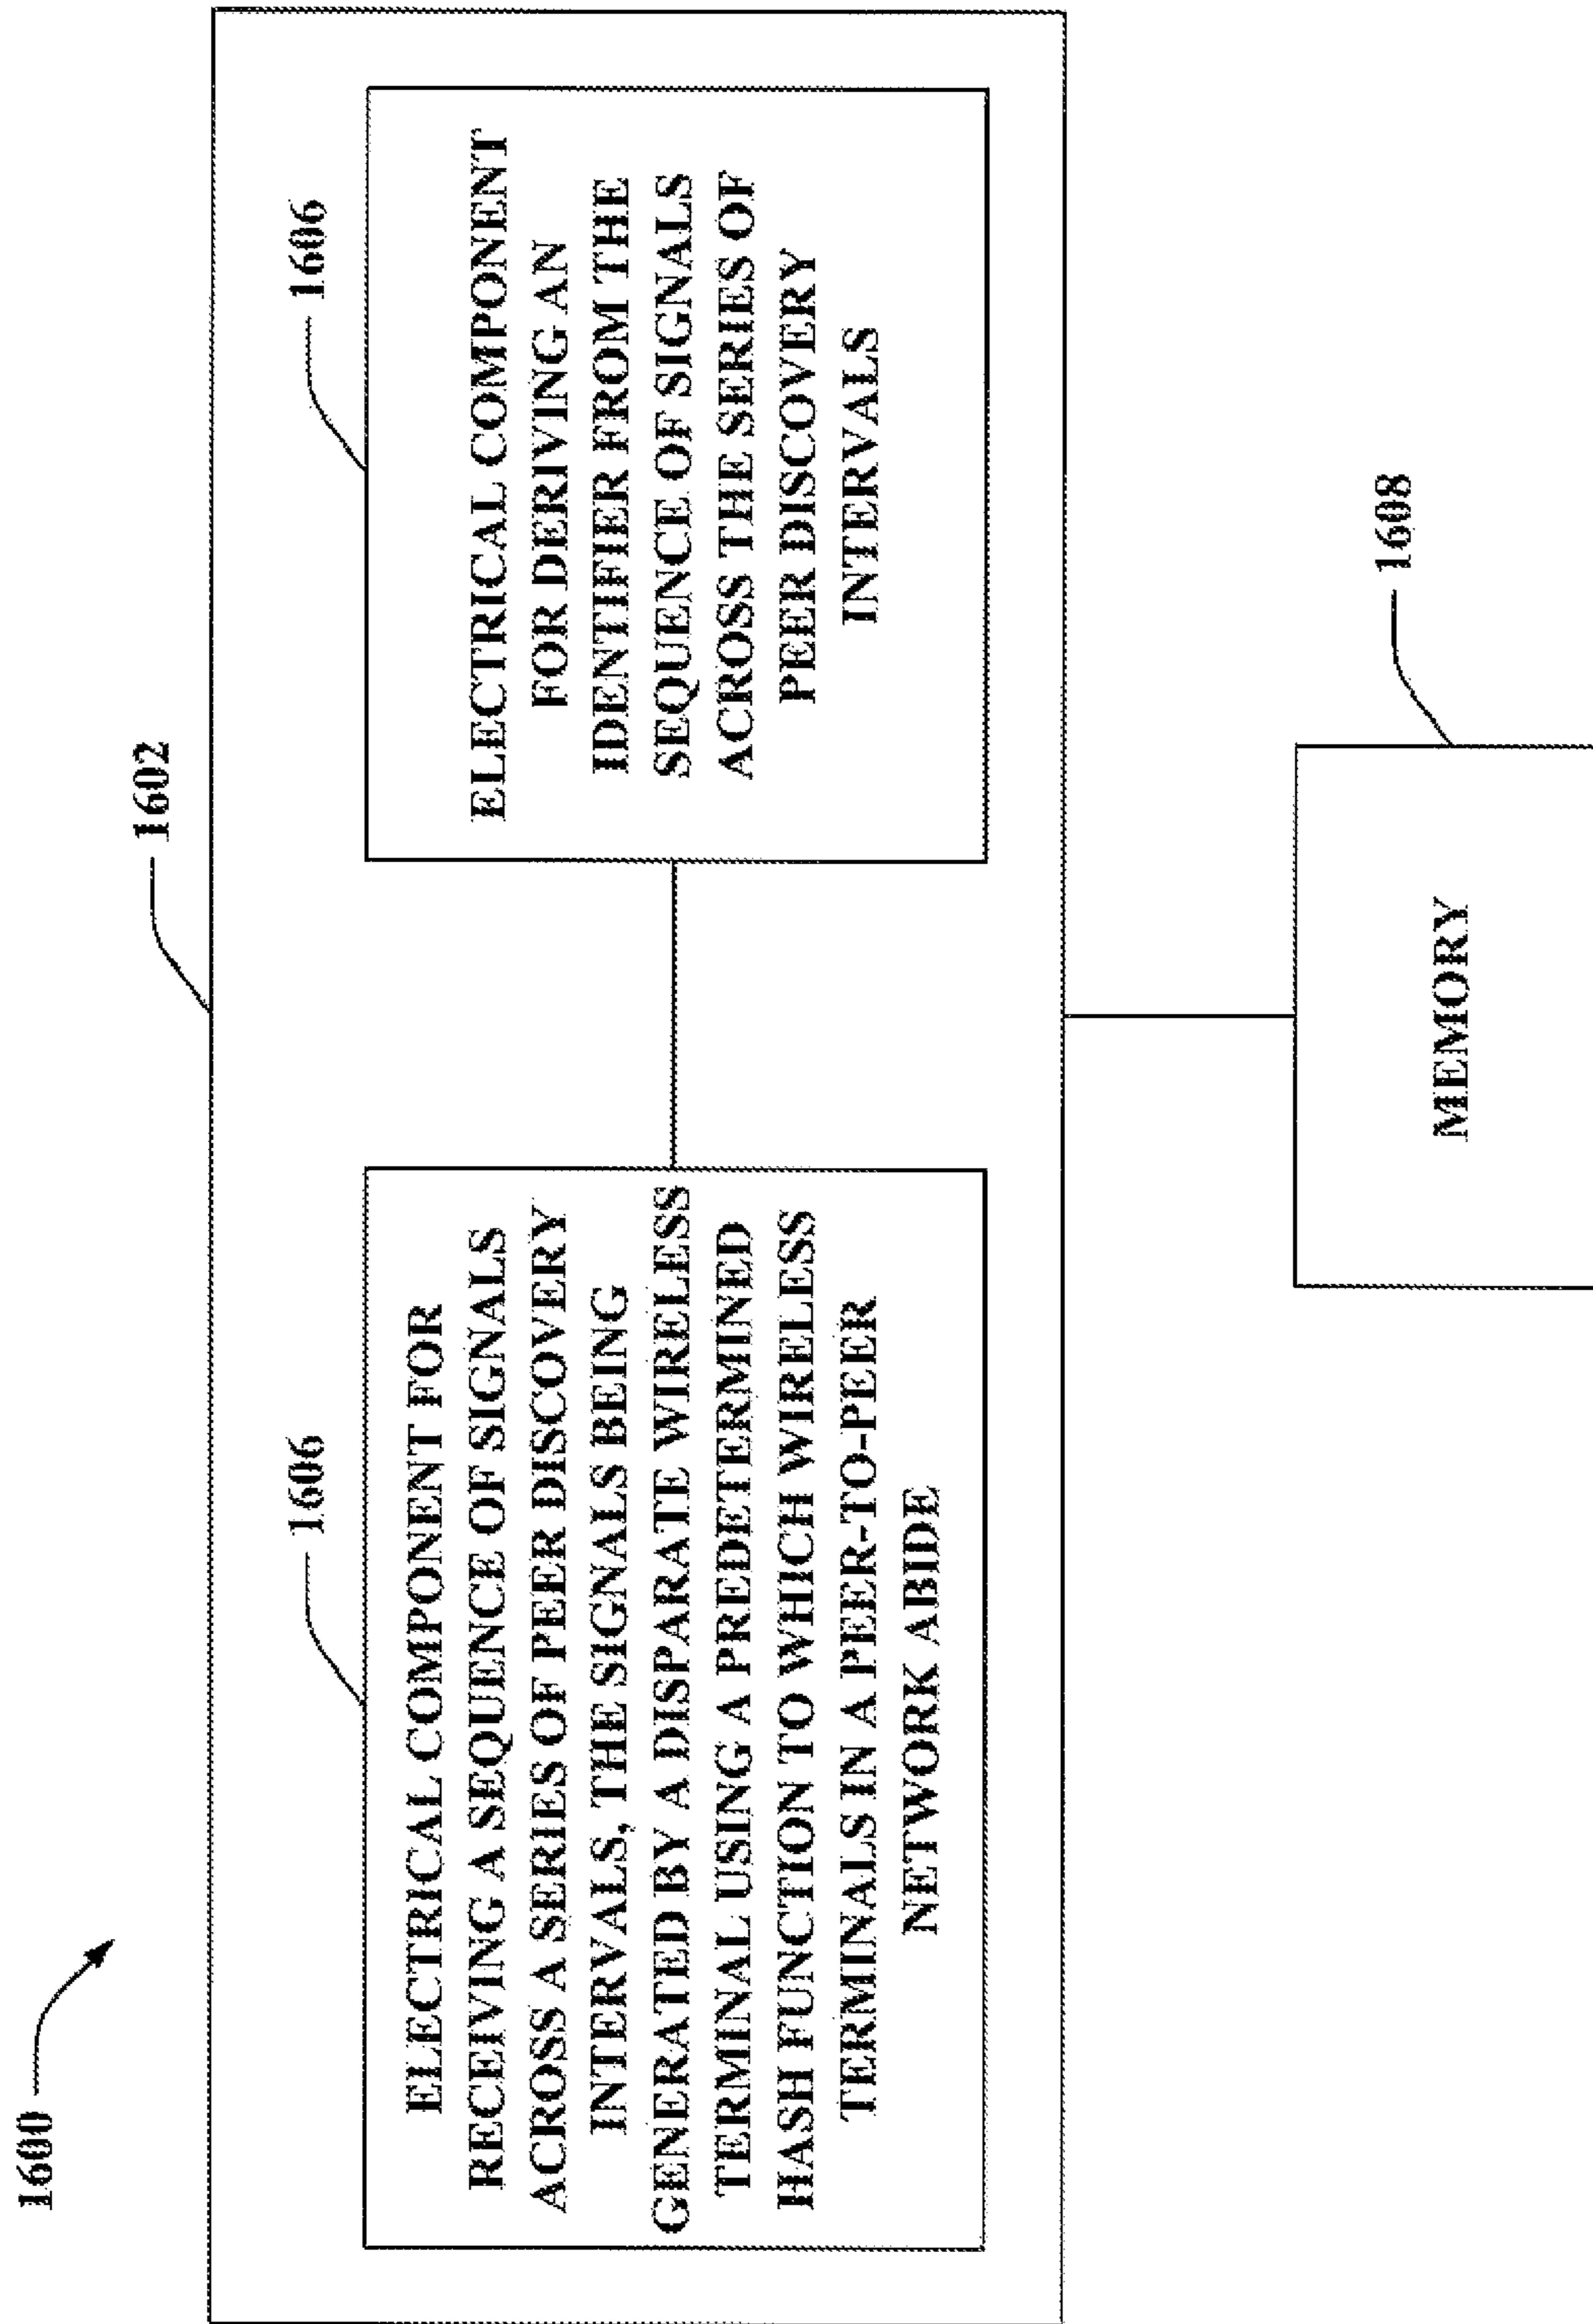 1600
1602
1606
ELECTRICAL COMPONENT FOR
RECEIVING A SEQUENCE OF SIGNALS
ACROSS A SERIES OF PEER DISCOVERY
INTERVALS, THE SIGNALS BEING
GENERATED BY A DISPARATE WIRELESS
TERMINAL USING A PREDETERMINED
HASH FUNCTION TO WHICH WIRELESS
TERMINALS IN A PEER-TO-PEER
NETWORK ABIDE
1606
ELECTRICAL COMPONENT
FOR DERIVING AN
IDENTIFIER FROM THE
SEQUENCE OF SIGNALS
ACROSS THE SERIES OF
PEER DISCOVERY
INTERVALS
1608
MEMORY